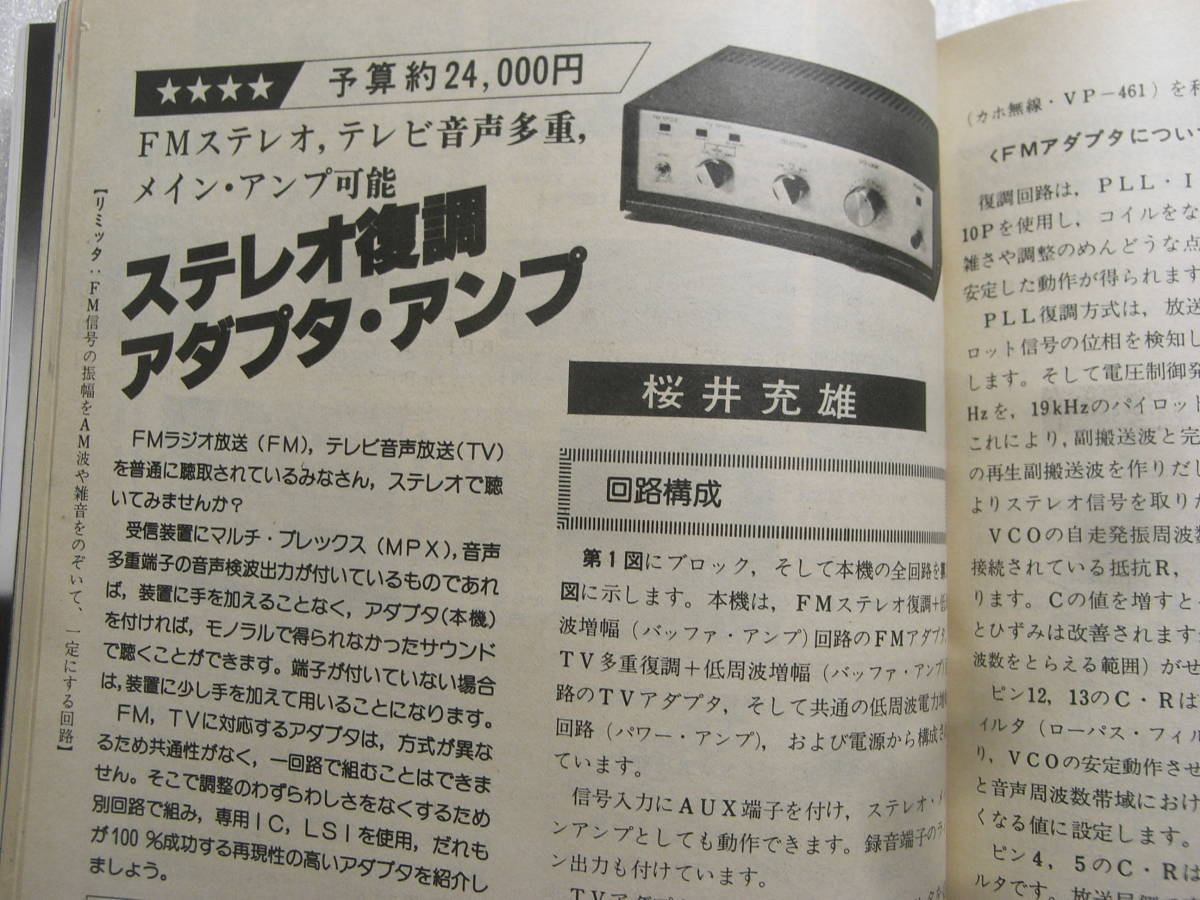 ★★★★ 予算約24,000円
FMステレオ,テレビ音声多重,
メイン・アンプ可能
ステレオ復調
アダプタ・アンプ
桜井充雄
【リミッタ:FM信号の振幅をAM波や雑音をのぞいて、一定にする回路】
FMラジオ放送(FM),テレビ音声放送(TV)
を普通に聴取されているみなさん,ステレオで聴
いてみませんか?
受信装置にマルチ・プレックス(MPX),音声
多重端子の音声検波出力が付いているものであれ
ば,装置に手を加えることなく,アダプタ(本機)
を付ければ,モノラルで得られなかったサウンド
で聴くことができます。端子が付いていない場合
は,装置に少し手を加えて用いることになります。
FM,TVに対応するアダプタは,方式が異な
るため共通性がなく,一回路で組むことはできま
せん。そこで調整のわずらわしさをなくするため
別回路で組み,専用IC,LSIを使用,だれも
が100%成功する再現性の高いアダプタを紹介し
ましょう。
回路構成
第1図にブロック,そして本機の全回路を
図に示します。本機は,FMステレオ復調+低
波増幅(バッファ・アンプ)回路のFMアダプタ,
TV多重復調+低周波増幅(バッファ・アンプ)
路のTVアダプタ,そして共通の低周波電力増
回路(パワー・アンプ),および電源から構成さ
ています。
信号入力にAUX端子を付け,ステレオ・
ンアンプとしても動作できます。録音端子のラ
ン出力も付けています。
TVアダプ
(カホ無線・VP-461)を利
〈FMアダプタについ
復調回路は,PLL・I
10Pを使用し,コイルをな
雑さや調整のめんどうな点
安定した動作が得られます
PLL復調方式は,放送
ロット信号の位相を検知し
します。そして電圧制御発
Hzを,19kHzのパイロット
これにより,副搬送波と完
の再生副搬送波を作りだし
よりステレオ信号を取りだ
VCOの自走発振周波数
接続されている抵抗R,
ります。Cの値を増すと
とひずみは改善されます
波数をとらえる範囲)がせ
ピン12,13のC・Rは
ィルタ(ローパス・フィル
り,VCOの安定動作させ
と音声周波数帯域におけ
くなる値に設定します。
ピン4,5のC・Rは
ルタです。放送局側